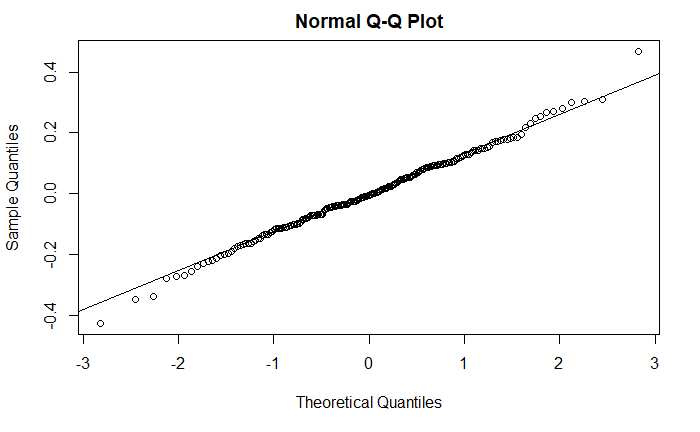 Normal Q-Q Plot
Sample Quantiles
0.4
0.2
0.0
-0.2
-0.4
-3 -2 -1 0 1 2 3
Theoretical Quantiles